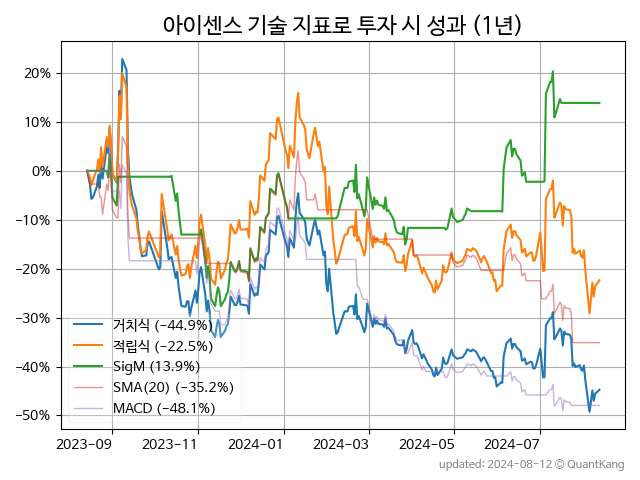 아이센스 기술 지표로 투자 시 성과 (1년)
20%
10%
0%
−10%
−20%
−30%
−40%
−50%
거치식 (−44.9%)
적립식 (−22.5%)
SigM (13.9%)
SMA(20) (−35.2%)
MACD (−48.1%)
2023-09 2023-11 2024-01 2024-03 2024-05 2024-07
updated: 2024-08-12 © QuantKang